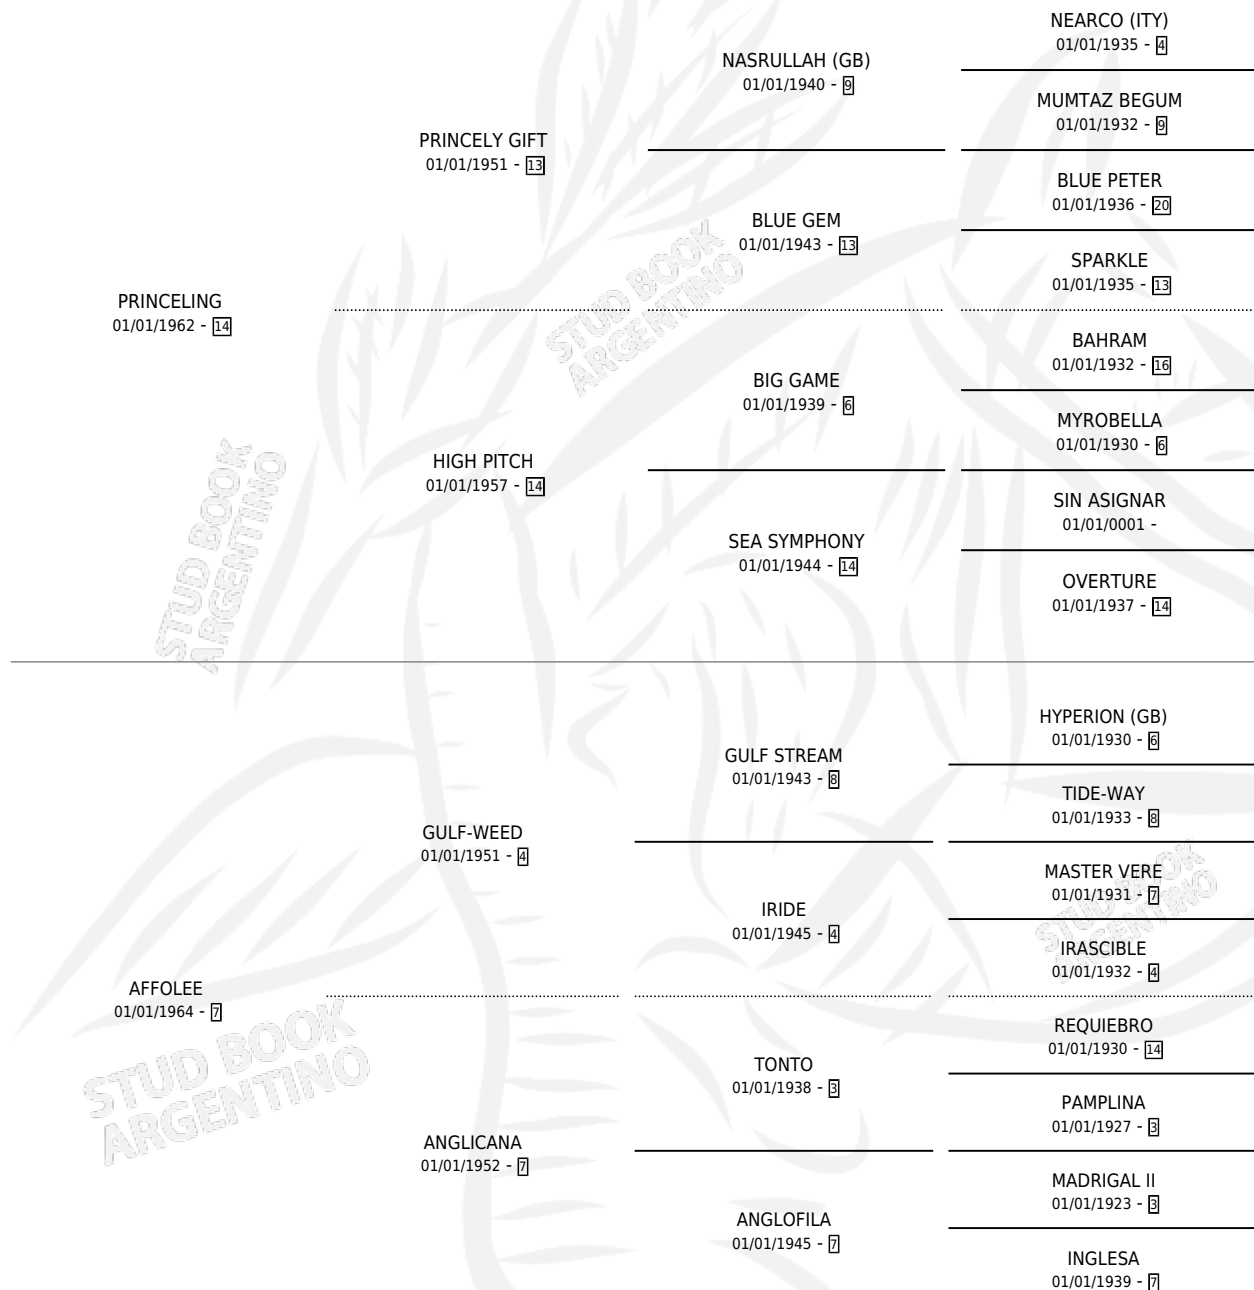 NEARCO (ITY)
01/01/1935 - 4
NASRULLAH (GB)
01/01/1940 - 9
MUMTAZ BEGUM
01/01/1932 - 9
PRINCELY GIFT
01/01/1951 - 13
BLUE PETER
01/01/1936 - 20
BLUE GEM
01/01/1943 - 13
SPARKLE
01/01/1935 - 13
PRINCELING
01/01/1962 - 14
BAHRAM
01/01/1932 - 16
BIG GAME
01/01/1939 - 6
MYROBELLA
01/01/1930 - 6
HIGH PITCH
01/01/1957 - 14
SIN ASIGNAR
01/01/0001 -
SEA SYMPHONY
01/01/1944 - 14
OVERTURE
01/01/1937 - 14
HYPERION (GB)
01/01/1930 - 6
GULF STREAM
01/01/1943 - 8
TIDE-WAY
01/01/1933 - 8
GULF-WEED
01/01/1951 - 4
MASTER VERE
01/01/1931 - 7
IRIDE
01/01/1945 - 4
IRASCIBLE
01/01/1932 - 4
AFFOLEE
01/01/1964 - 7
REQUIEBRO
01/01/1930 - 14
TONTO
01/01/1938 - 3
PAMPLINA
01/01/1927 - 3
ANGLICANA
01/01/1952 - 7
MADRIGAL II
01/01/1923 - 3
ANGLOFILA
01/01/1945 - 7
INGLESA
01/01/1939 - 7
STUD BOOK
ARGENTINO
STUD BOOK
ARGENTINO
STUD BOOK
ARGENTINO
STUD BOOK
ARGENTINO